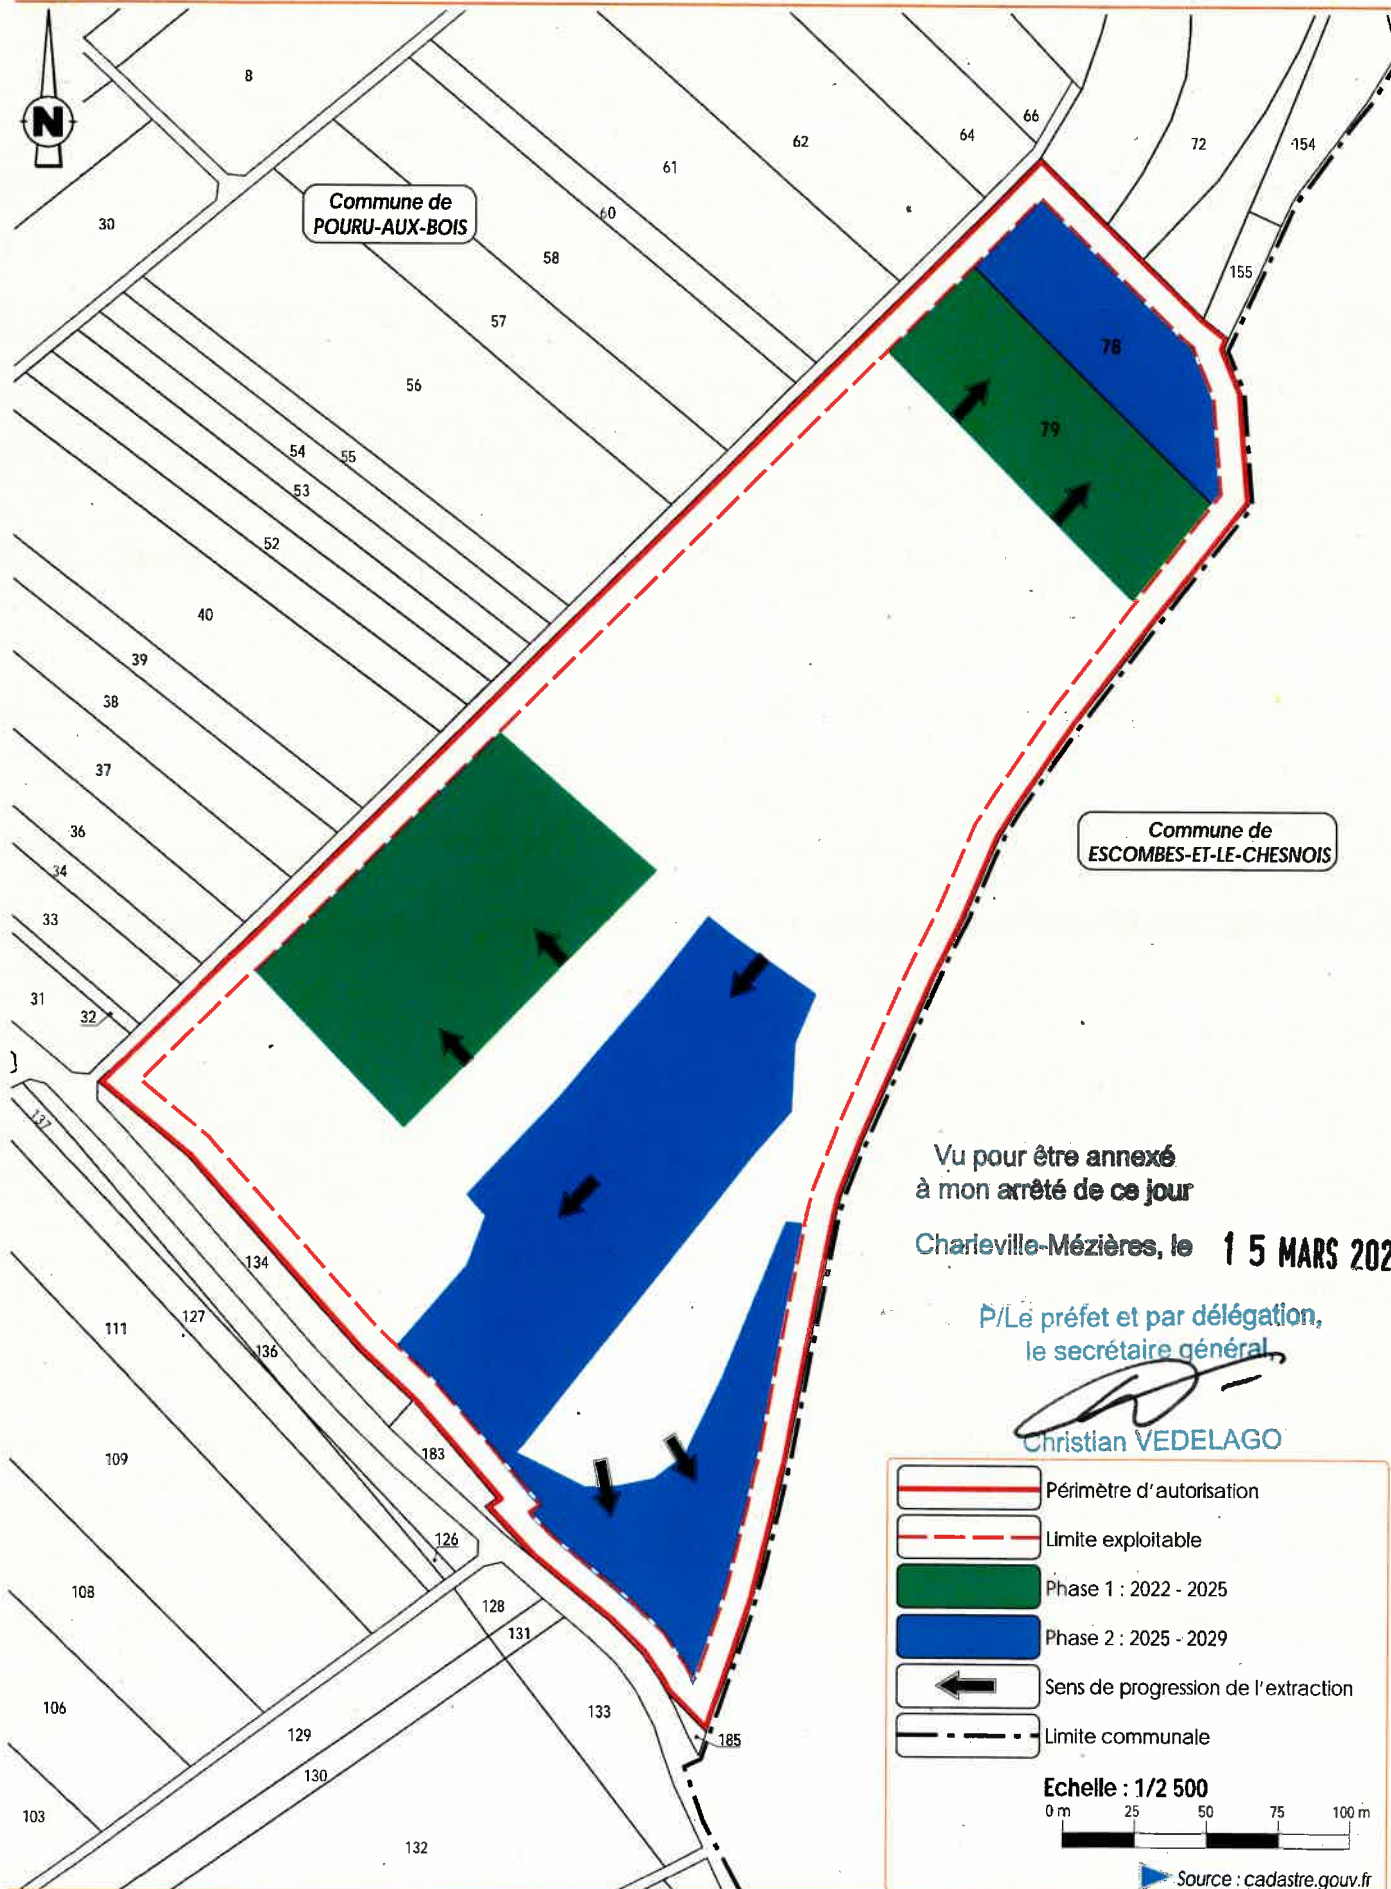 N
8
66
62
64
72
154
61
30
Commune de
POURU-AUX-BOIS
60
58
155
57
78
56
79
54
55
53
52
40
39
38
37
36
34
33
31
32
Commune de
ESCOMBES-ET-LE-CHESNOIS
137
134
127
111
136
109
183
126
108
128
131
106
129
133
185
130
103
132
Vu pour être annexé
à mon arrêté de ce jour
Charleville-Mézières, le 15 MARS 202
P/Le préfet et par délégation,
le secrétaire général,
Christian VEDELAGO
Périmètre d'autorisation
Limite exploitable
Phase 1 : 2022 - 2025
Phase 2 : 2025 - 2029
Sens de progression de l'extraction
Limite communale
Echelle : 1/2 500
0 m 25 50 75 100 m
Source : cadastre.gouv.fr